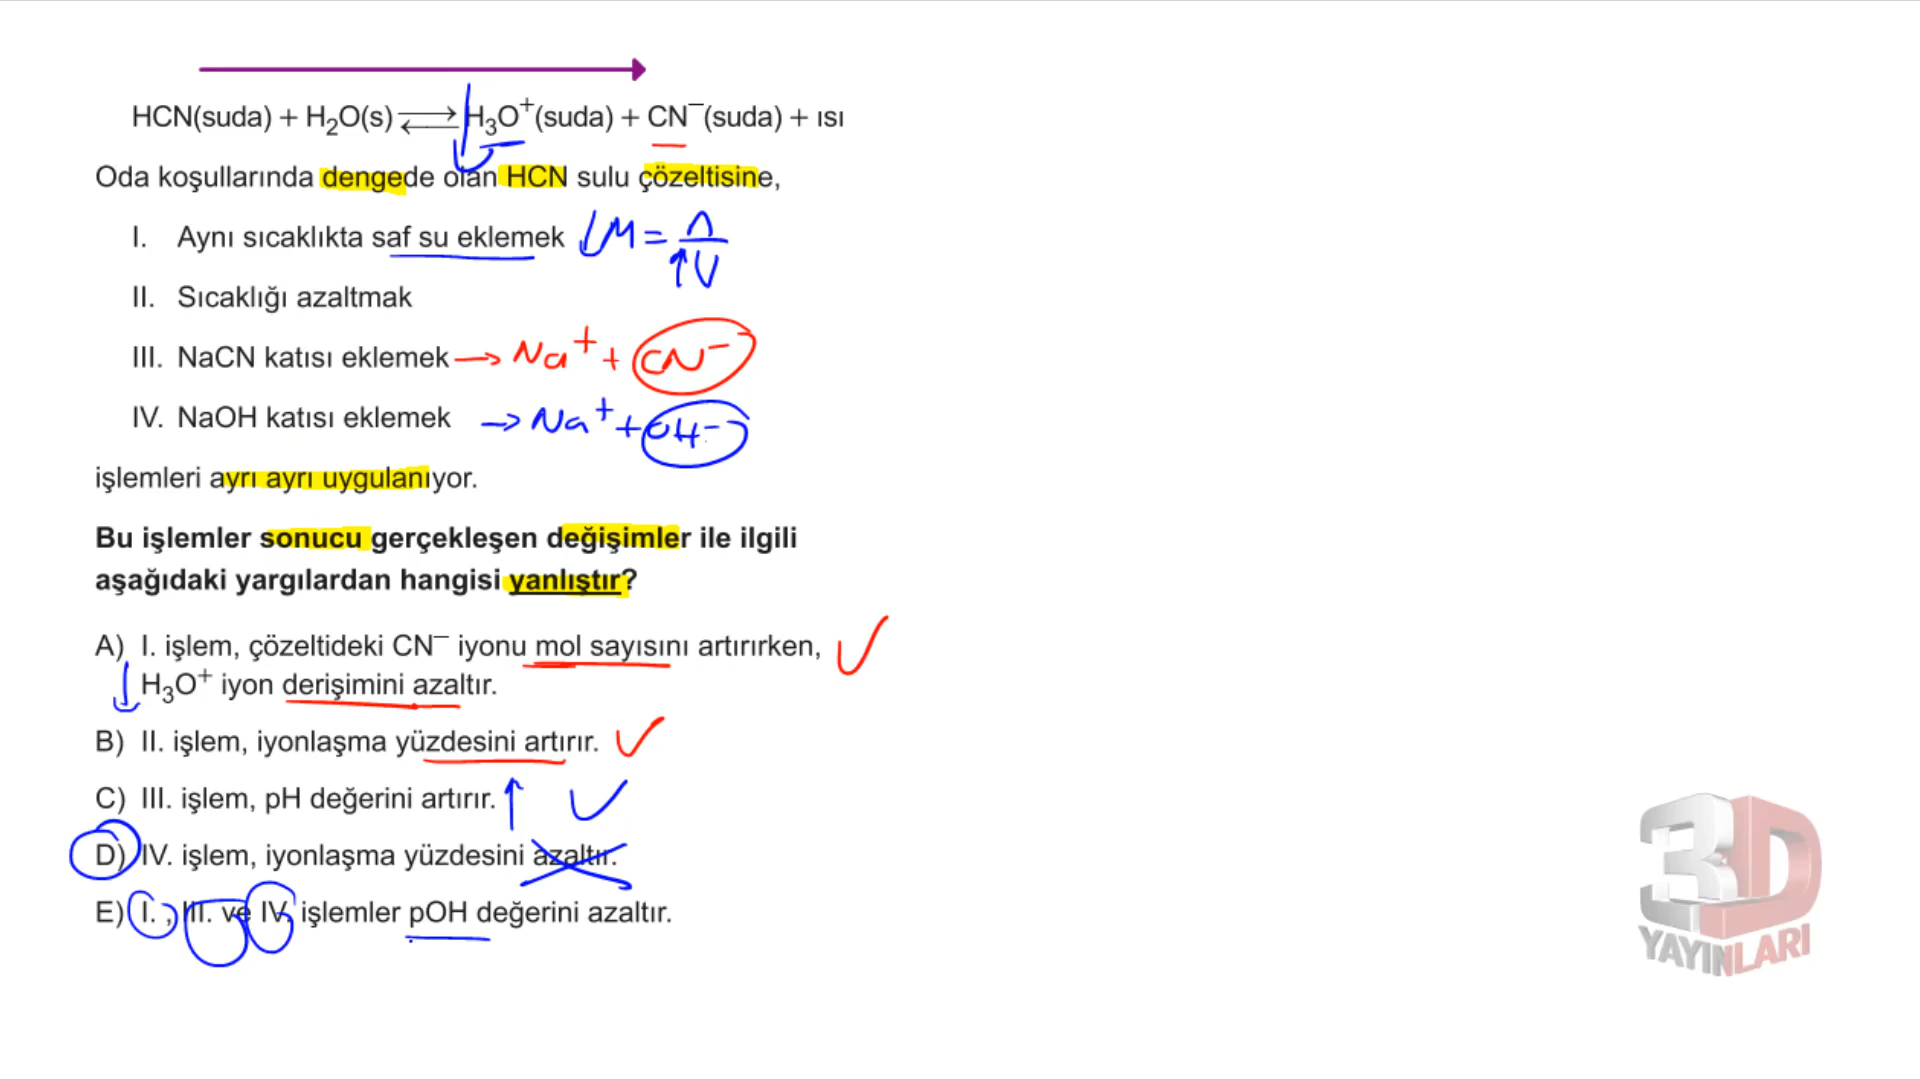 HCN(suda) + H₂O(s) ⇌ H₃O⁺(suda) + CN⁻(suda) + ısı
Oda koşullarında dengede olan HCN sulu çözeltisine,
I. Aynı sıcaklıkta saf su eklemek ↓M = n/↑V
II. Sıcaklığı azaltmak
III. NaCN katısı eklemek → Na⁺ + CN⁻
IV. NaOH katısı eklemek → Na⁺ + OH⁻
işlemleri ayrı ayrı uygulanıyor.
Bu işlemler sonucu gerçekleşen değişimler ile ilgili
aşağıdaki yargılardan hangisi yanlıştır?
A) I. işlem, çözeltideki CN⁻ iyonu mol sayısını artırırken,
H₃O⁺ iyon derişimini azaltır.
B) II. işlem, iyonlaşma yüzdesini artırır.
C) III. işlem, pH değerini artırır.
D) IV. işlem, iyonlaşma yüzdesini azaltır.
E) I. , III. ve IV. işlemler pOH değerini azaltır.
3D
YAYINLARI